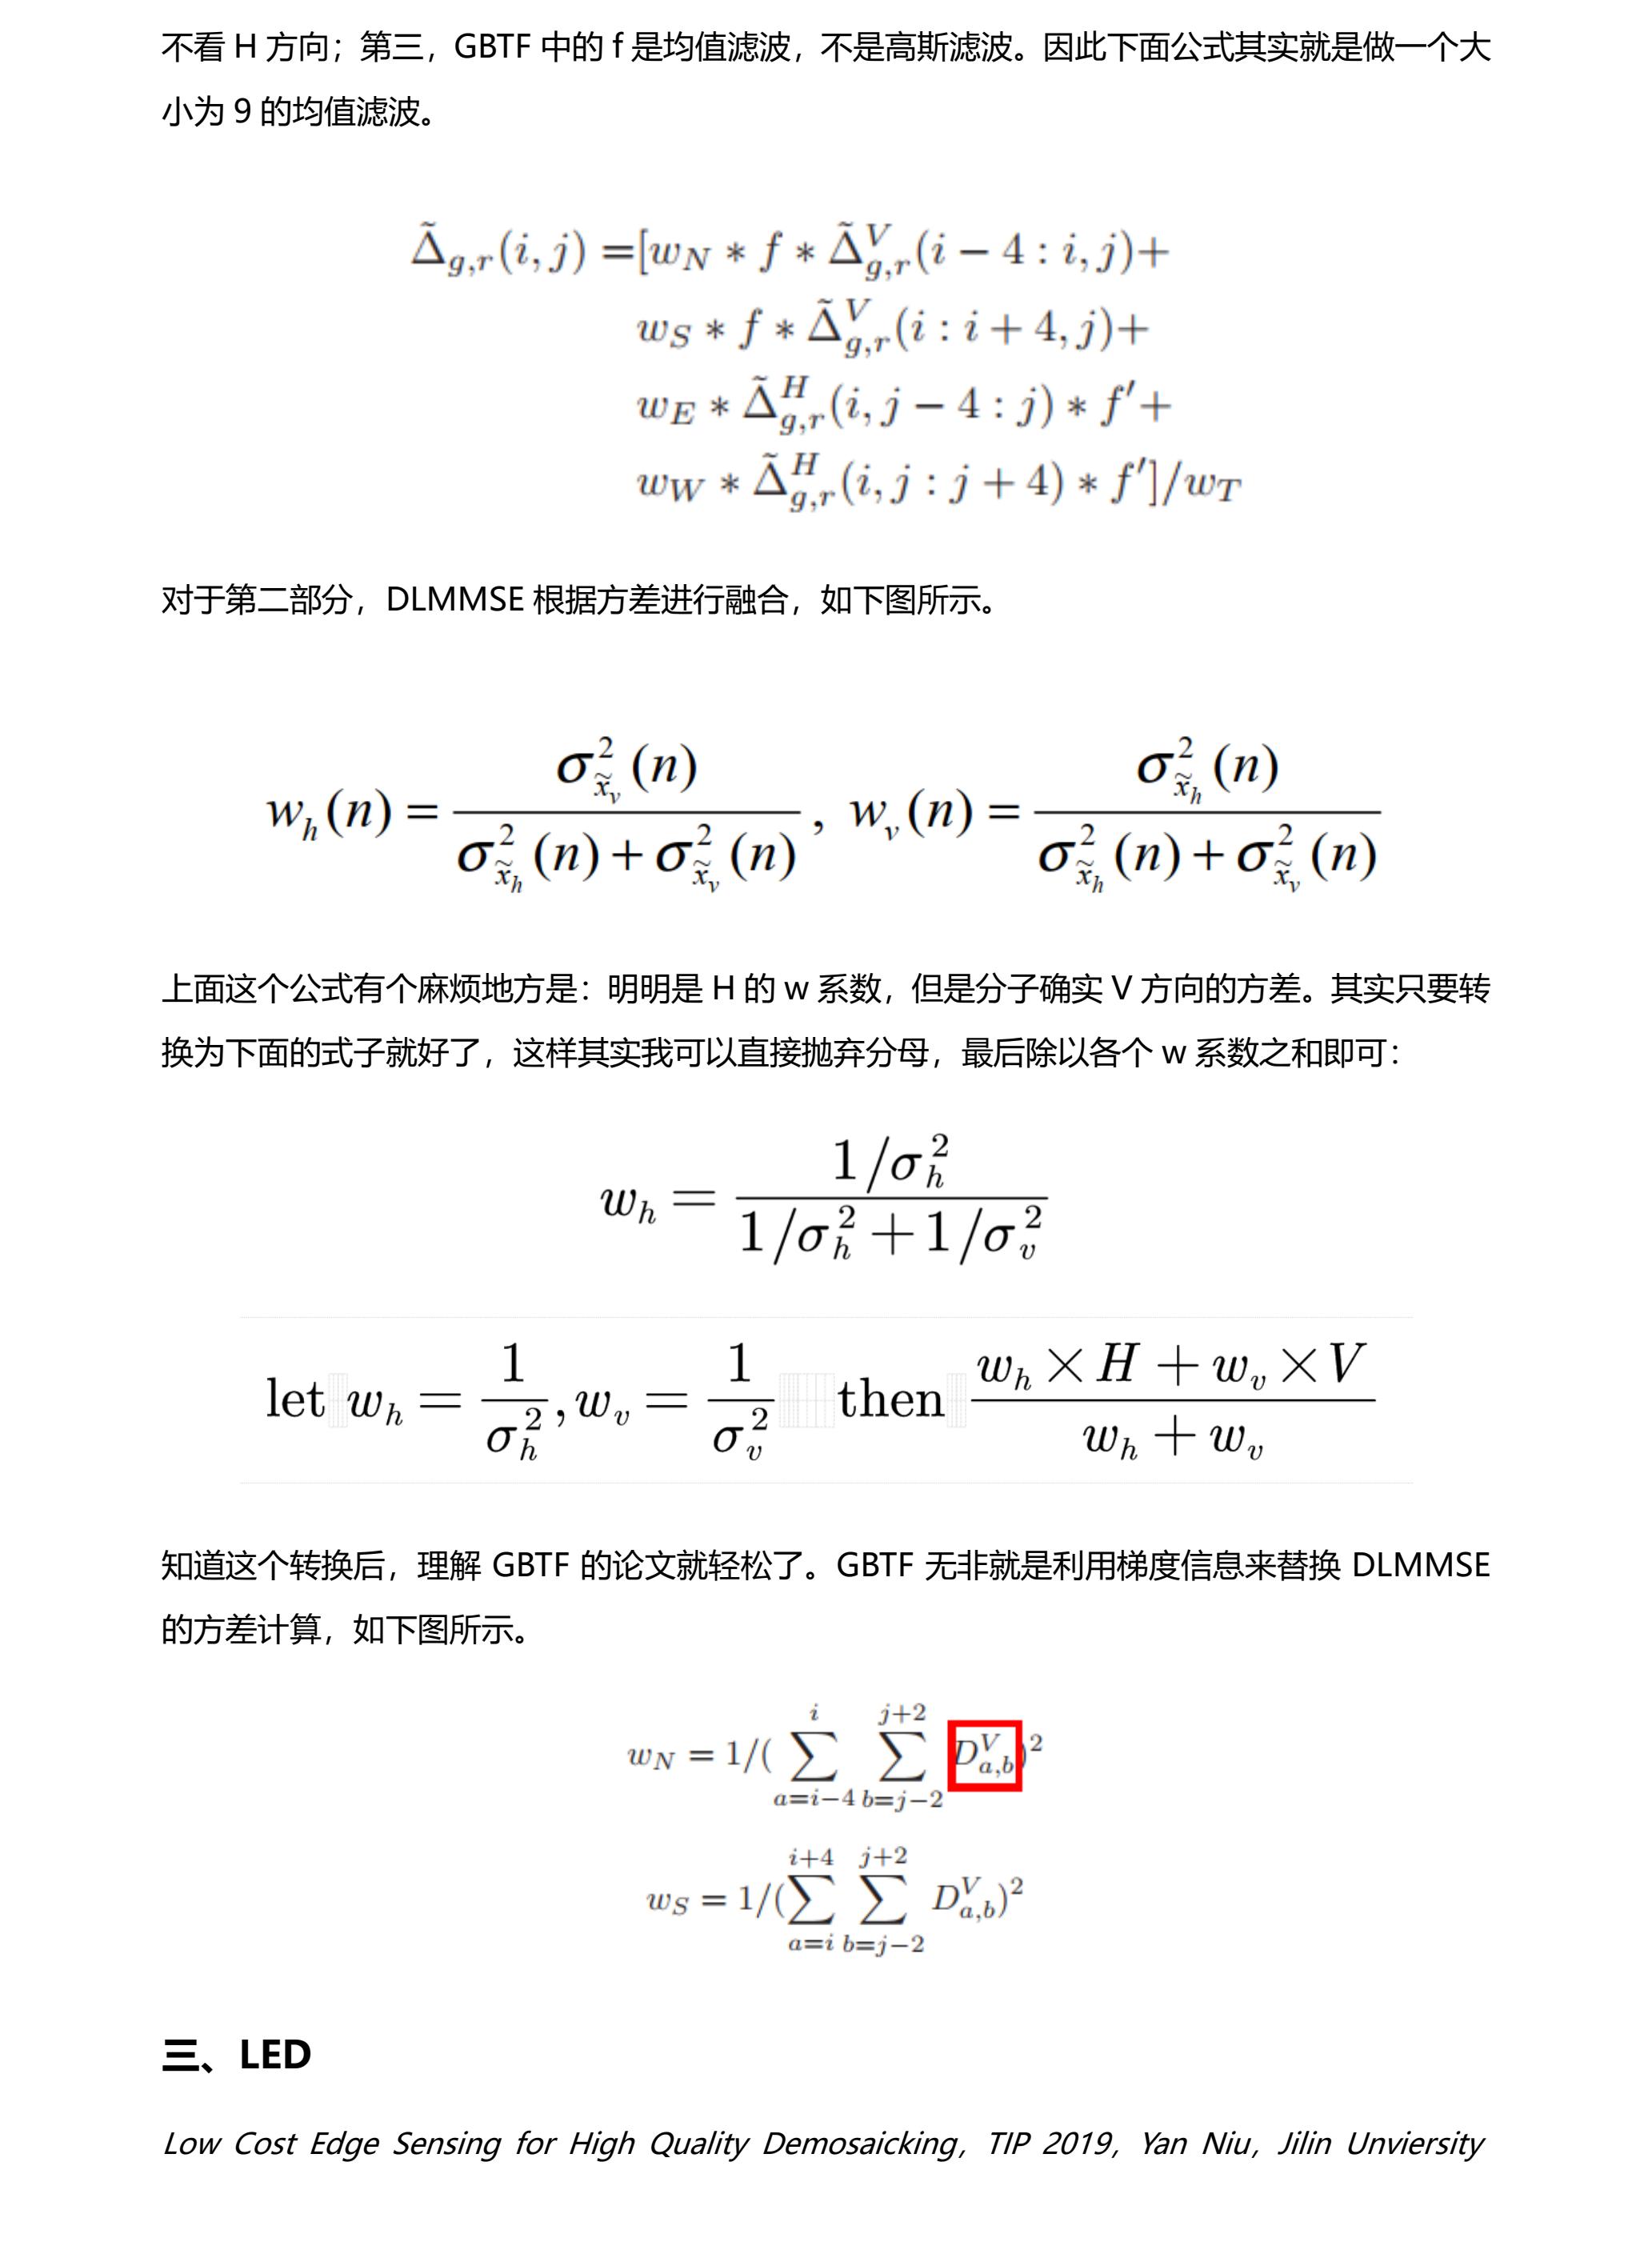 不看 H 方向；第三，GBTF 中的 f 是均值滤波，不是高斯滤波。因此下面公式其实就是做一个大
小为 9 的均值滤波。
\tilde{\Delta}_{g,r}(i,j) =[w_N * f * \tilde{\Delta}^V_{g,r}(i-4:i,j)+
w_S * f * \tilde{\Delta}^V_{g,r}(i:i+4,j)+
w_E * \tilde{\Delta}^H_{g,r}(i,j-4:j) * f'+
w_W * \tilde{\Delta}^H_{g,r}(i,j:j+4) * f']/w_T
对于第二部分，DLMMSE 根据方差进行融合，如下图所示。
w_h(n) = \frac{\sigma^2_{\tilde{x}_v}(n)}{\sigma^2_{\tilde{x}_h}(n)+\sigma^2_{\tilde{x}_v}(n)}, w_v(n) = \frac{\sigma^2_{\tilde{x}_h}(n)}{\sigma^2_{\tilde{x}_h}(n)+\sigma^2_{\tilde{x}_v}(n)}
上面这个公式有个麻烦地方是：明明是 H 的 w 系数，但是分子确实 V 方向的方差。其实只要转
换为下面的式子就好了，这样其实我可以直接抛弃分母，最后除以各个 w 系数之和即可：
w_h = \frac{1/\sigma_h^2}{1/\sigma_h^2+1/\sigma_v^2}
let w_h = \frac{1}{\sigma_h^2}, w_v = \frac{1}{\sigma_v^2} then \frac{w_h \times H + w_v \times V}{w_h + w_v}
知道这个转换后，理解 GBTF 的论文就轻松了。GBTF 无非就是利用梯度信息来替换 DLMMSE
的方差计算，如下图所示。
w_N = 1/(\sum_{a=i-4}^{i} \sum_{b=j-2}^{j+2} D^V_{a,b})^2
w_S = 1/(\sum_{a=i}^{i+4} \sum_{b=j-2}^{j+2} D^V_{a,b})^2
三、LED
Low Cost Edge Sensing for High Quality Demosaicking，TIP 2019，Yan Niu，Jilin Unviersity